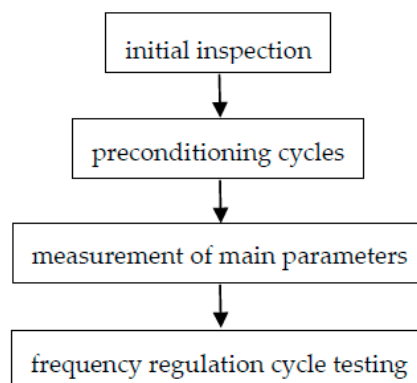 initial inspection
preconditioning cycles
measurement of main parameters
frequency regulation cycle testing